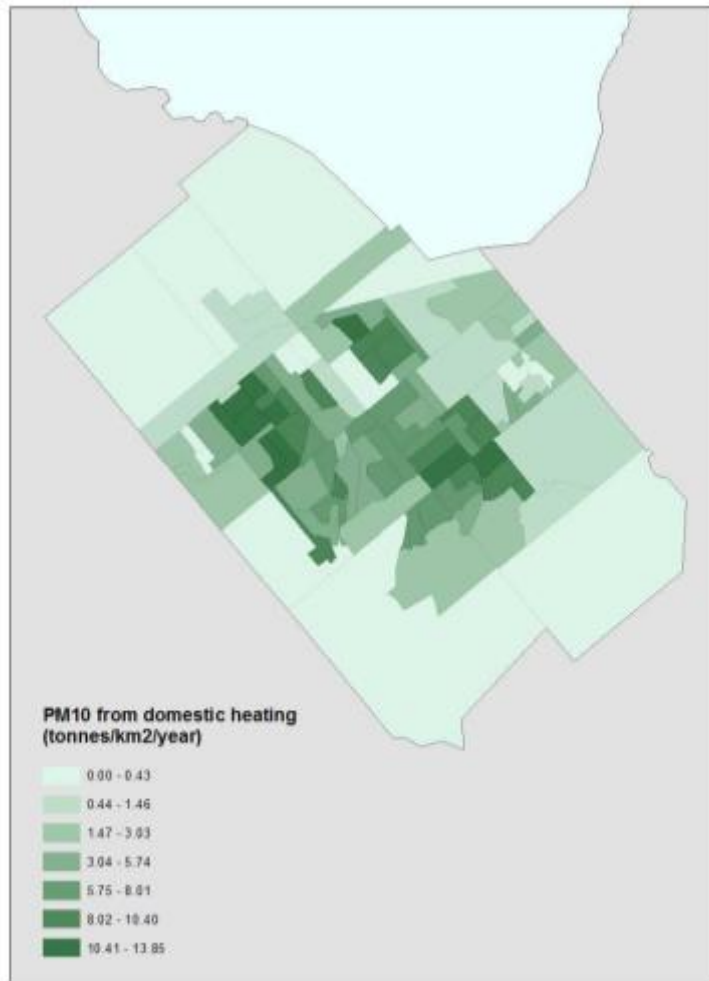 PM10 from domestic heating
(tonnes/km2/year)
0.00 - 0.43
0.44 - 1.46
1.47 - 3.03
3.04 - 5.74
5.75 - 8.01
8.02 - 10.40
10.41 - 13.85